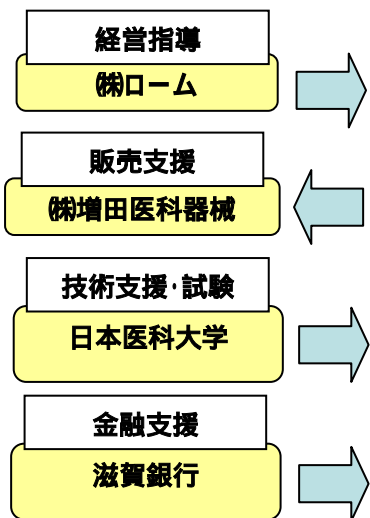 経営指導
㈱ローム
販売支援
㈱増田医科器械
技術支援・試験
日本医科大学
金融支援
滋賀銀行